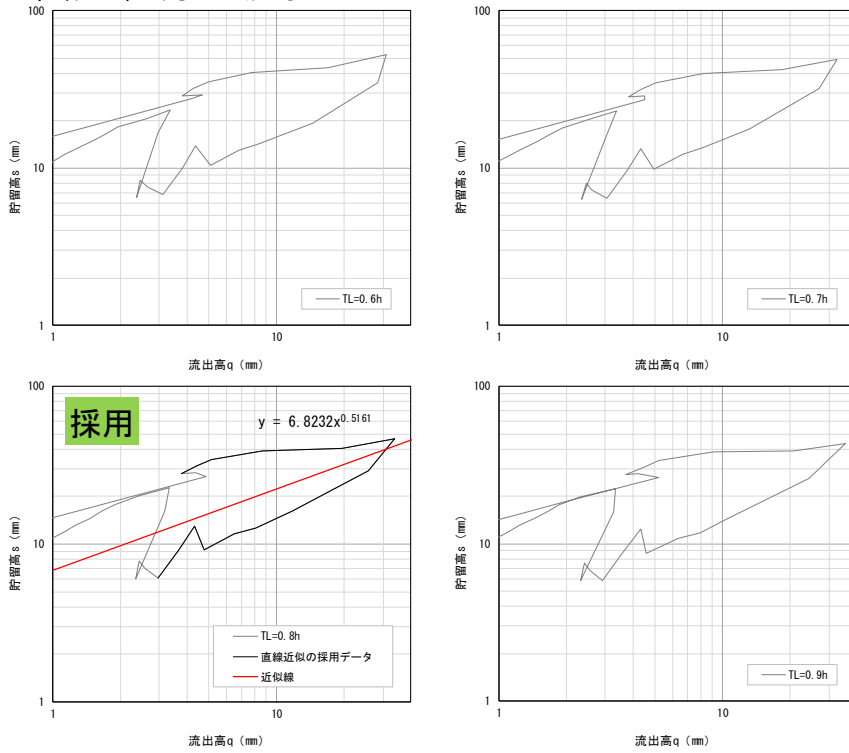 100
10
1
貯留高s (㎜)
TL=0.6h
1
10
流出高q (㎜)
100
10
1
貯留高s (㎜)
TL=0.7h
1
10
流出高q (㎜)
100
10
1
貯留高s (㎜)
採用
y = 6.8232x^0.5161
TL=0.8h
直線近似の採用データ
近似線
1
10
流出高q (㎜)
100
10
1
貯留高s (㎜)
TL=0.9h
1
10
流出高q (㎜)